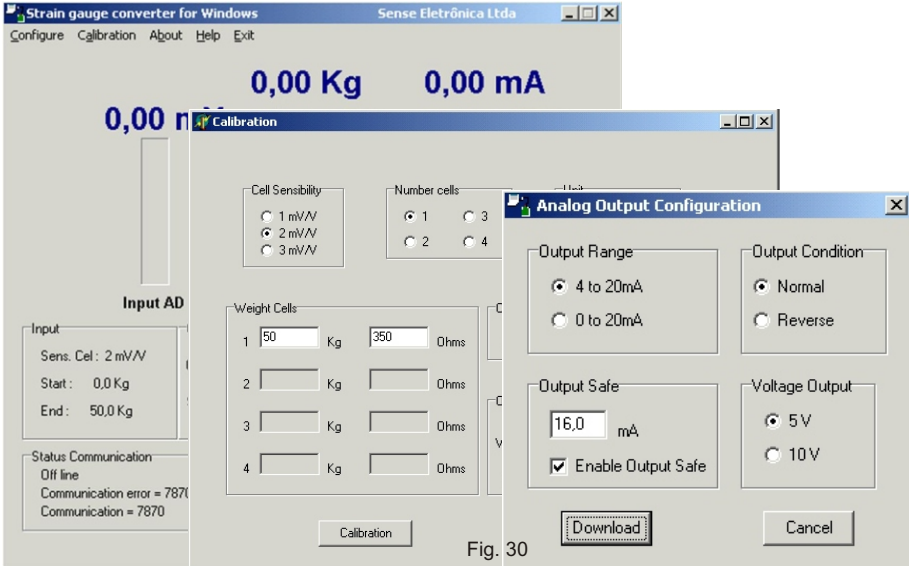 Strain gauge converter for Windows Sense Eletrônica Ltda
Configure Calibration About Help Exit
0,00 Kg 0,00 mA
0,00
Input AD
Input
Sens. Cel : 2 mV/V
Start : 0,0 Kg
End : 50,0 Kg
Status Communication
Off line
Communication error = 7870
Communication = 7870
Calibration
Cell Sensibility
1 mV/V
2 mV/V
3 mV/V
Number cells
1 3
2 4
Unit
Weight Cells
1 50 Kg 350 Ohms
2 Kg Ohms
3 Kg Ohms
4 Kg Ohms
Calibration
Analog Output Configuration
Output Range
4 to 20mA
0 to 20mA
Output Condition
Normal
Reverse
Output Safe
16,0 mA
Enable Output Safe
Voltage Output
5 V
10 V
Download Cancel
Fig. 30